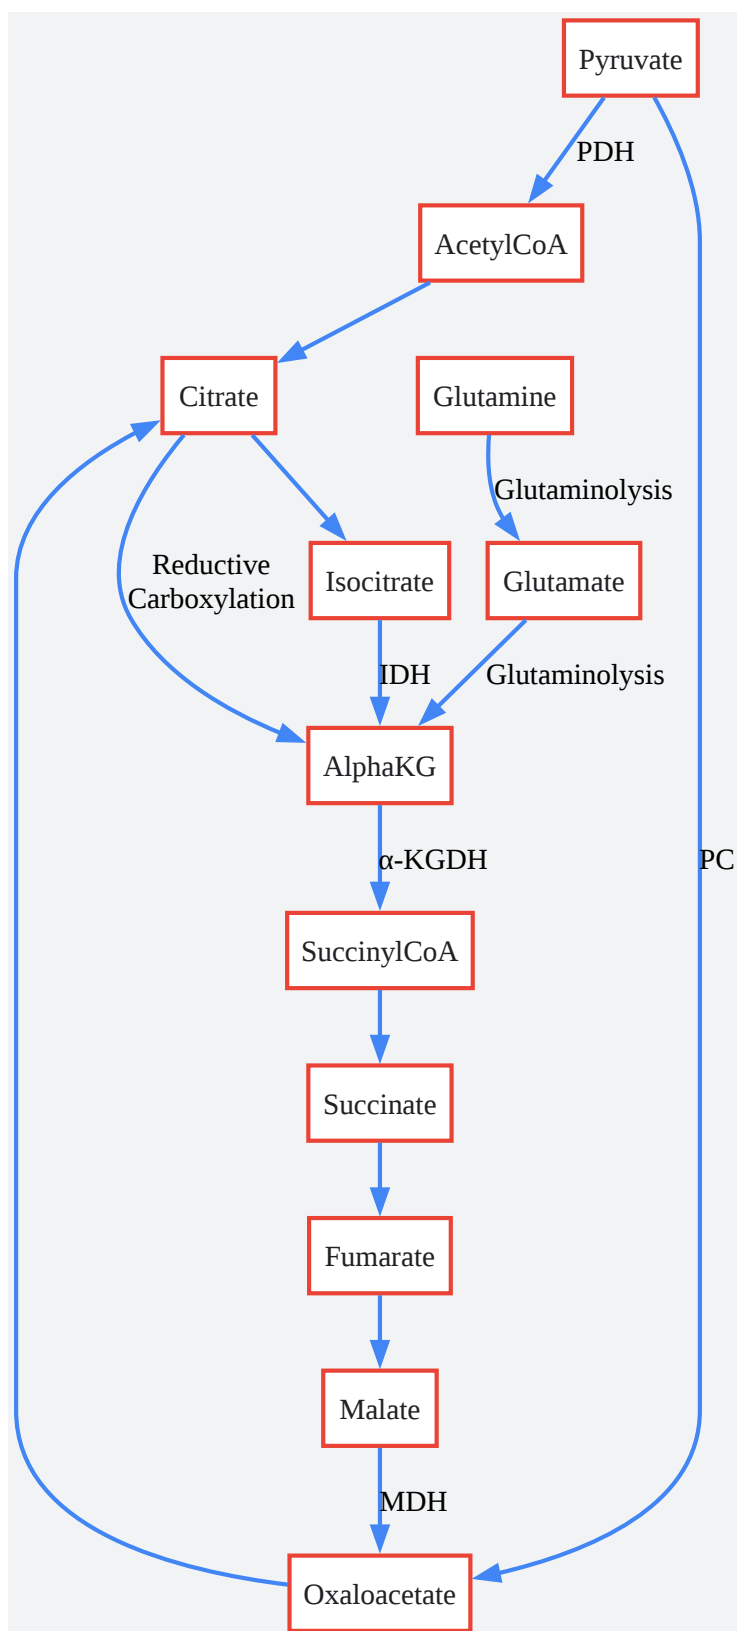 Pyruvate
PDH
AcetylCoA
Citrate
Glutamine
Glutaminolysis
Reductive
Carboxylation
Isocitrate
Glutamate
IDH
Glutaminolysis
AlphaKG
α-KGDH
PC
SuccinylCoA
Succinate
Fumarate
Malate
MDH
Oxaloacetate